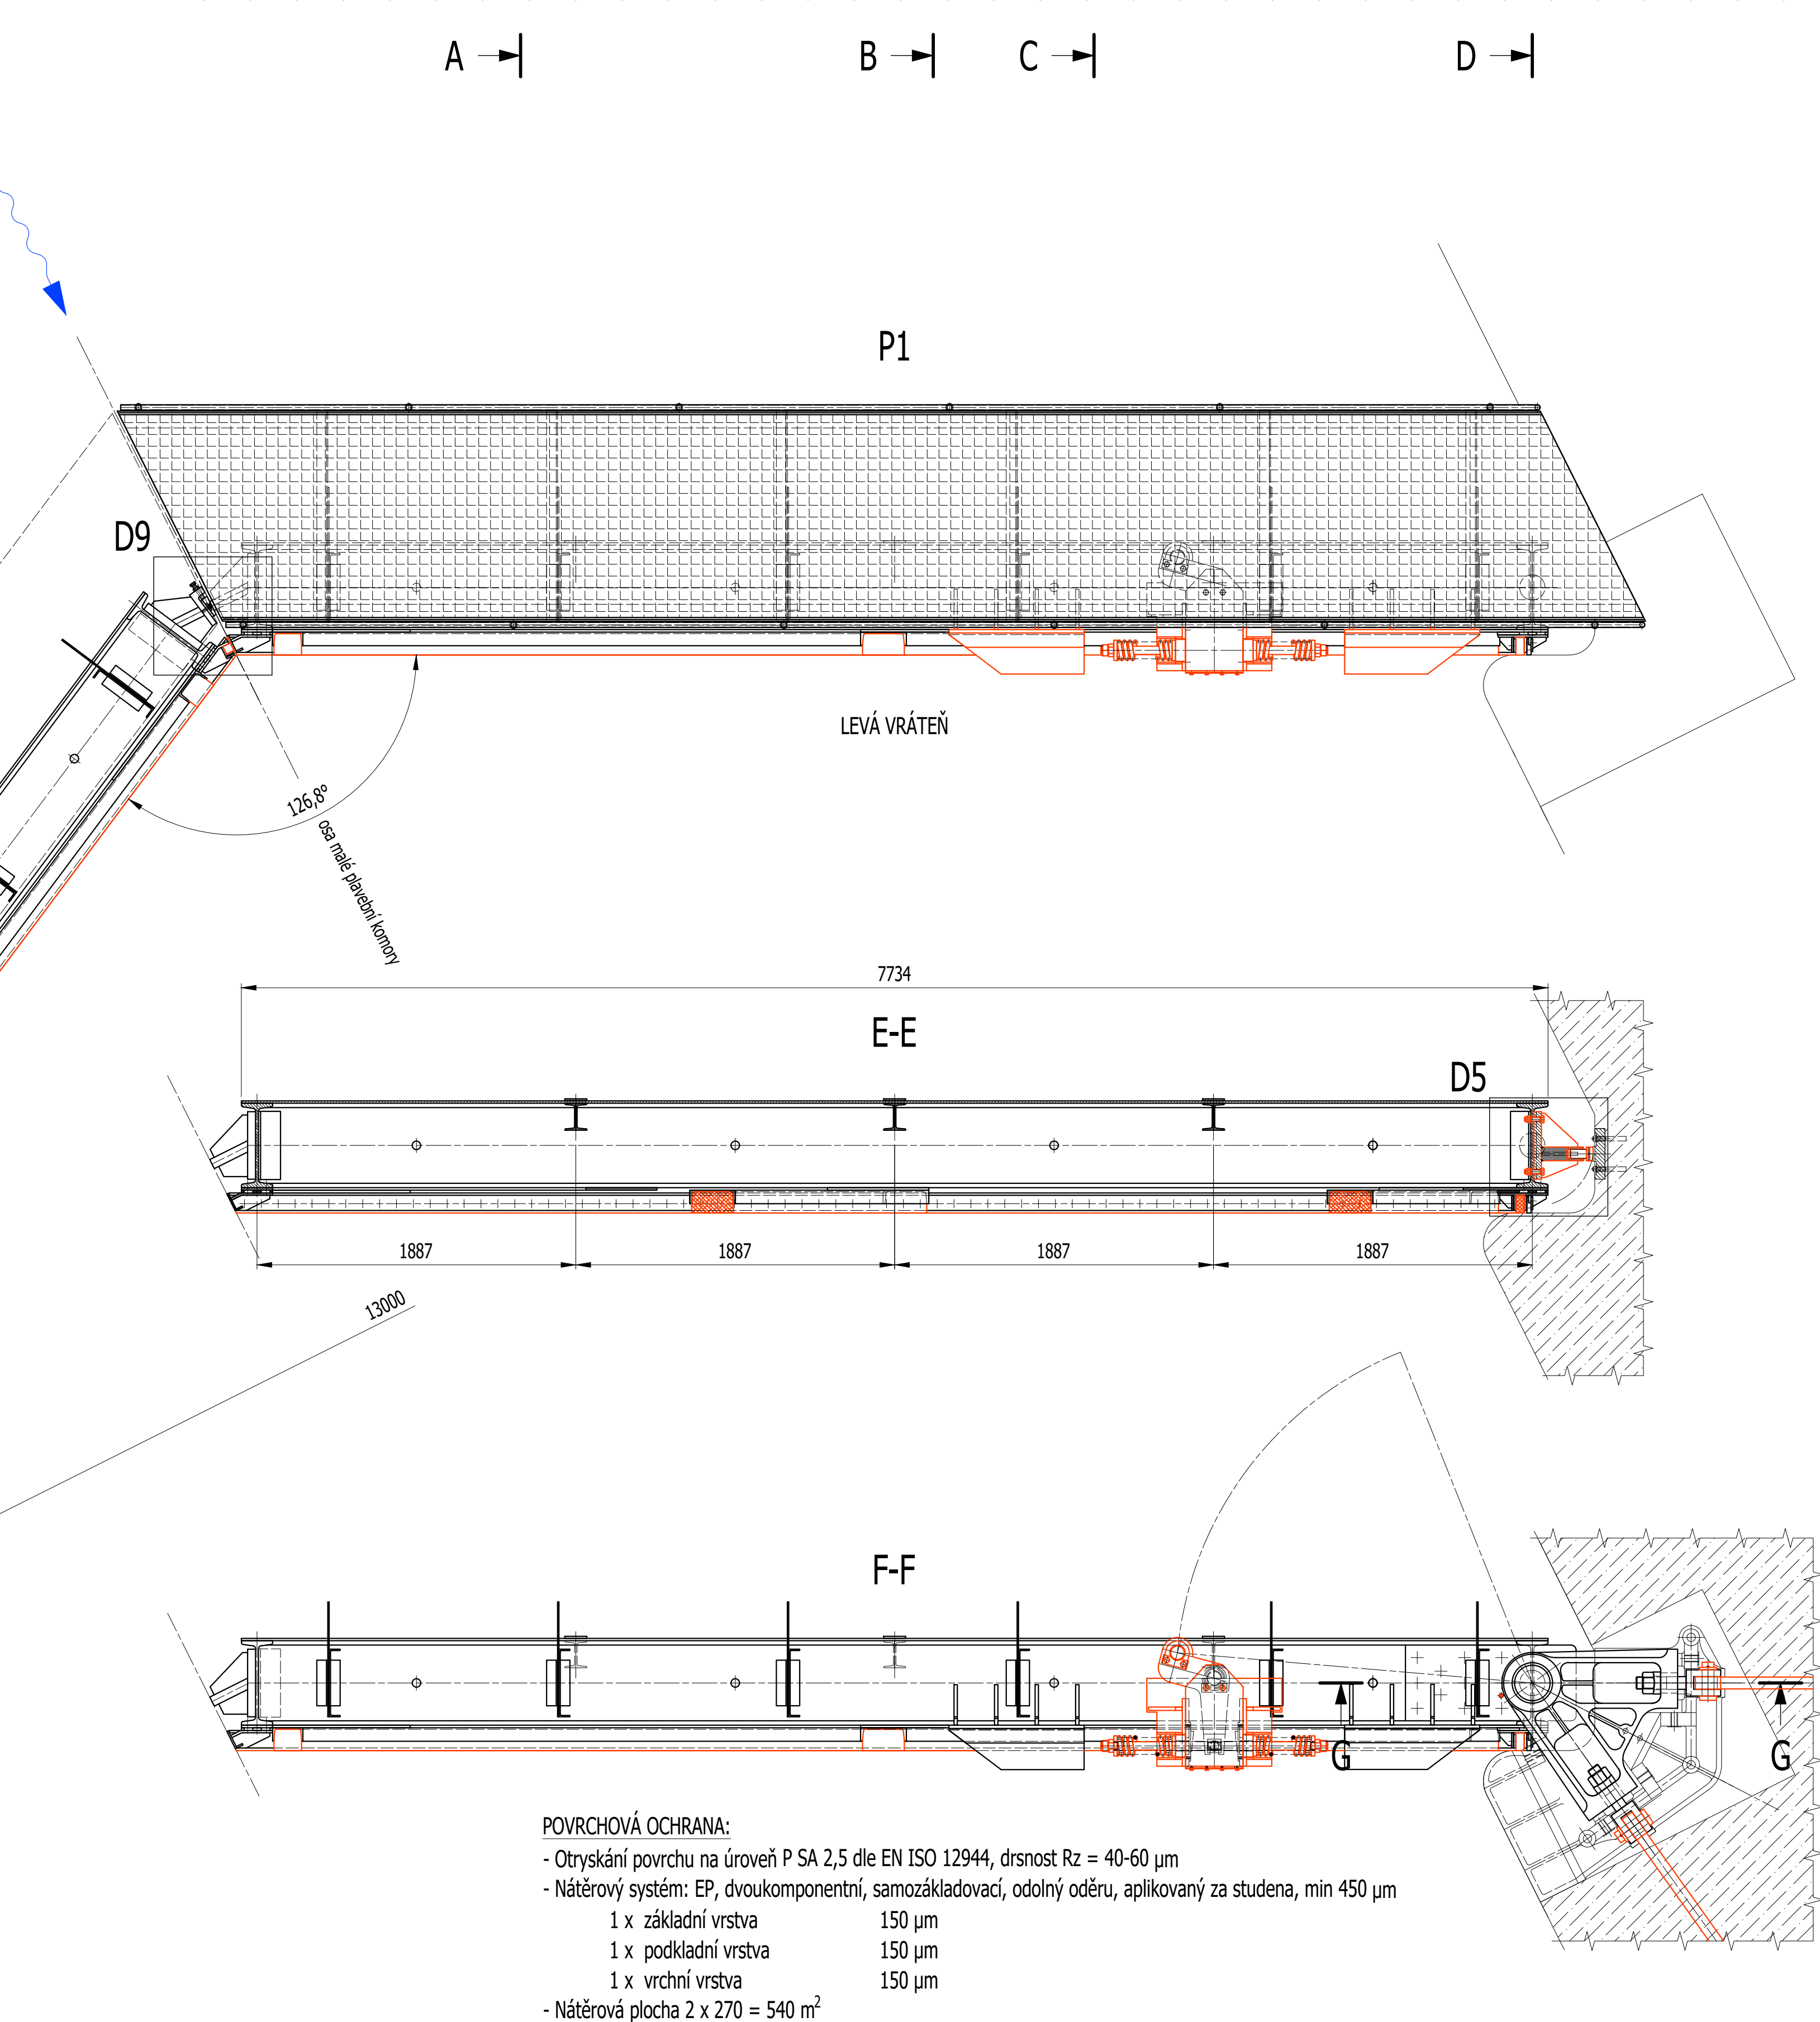 A
B
C
D
P1
D9
LEVÁ VRÁTEŇ
126,8°
osa malé plavební komory
7734
E-E
D5
1887
1887
1887
1887
13000
F-F
G
G
POVRCHOVÁ OCHRANA:
- Otryskání povrchu na úroveň P SA 2,5 dle EN ISO 12944, drsnost Rz = 40-60 µm
- Nátěrový systém: EP, dvoukomponentní, samozákladovací, odolný oděru, aplikovaný za studena, min 450 µm
1 x základní vrstva 150 µm
1 x podkladní vrstva 150 µm
1 x vrchní vrstva 150 µm
- Nátěrová plocha 2 x 270 = 540 m²